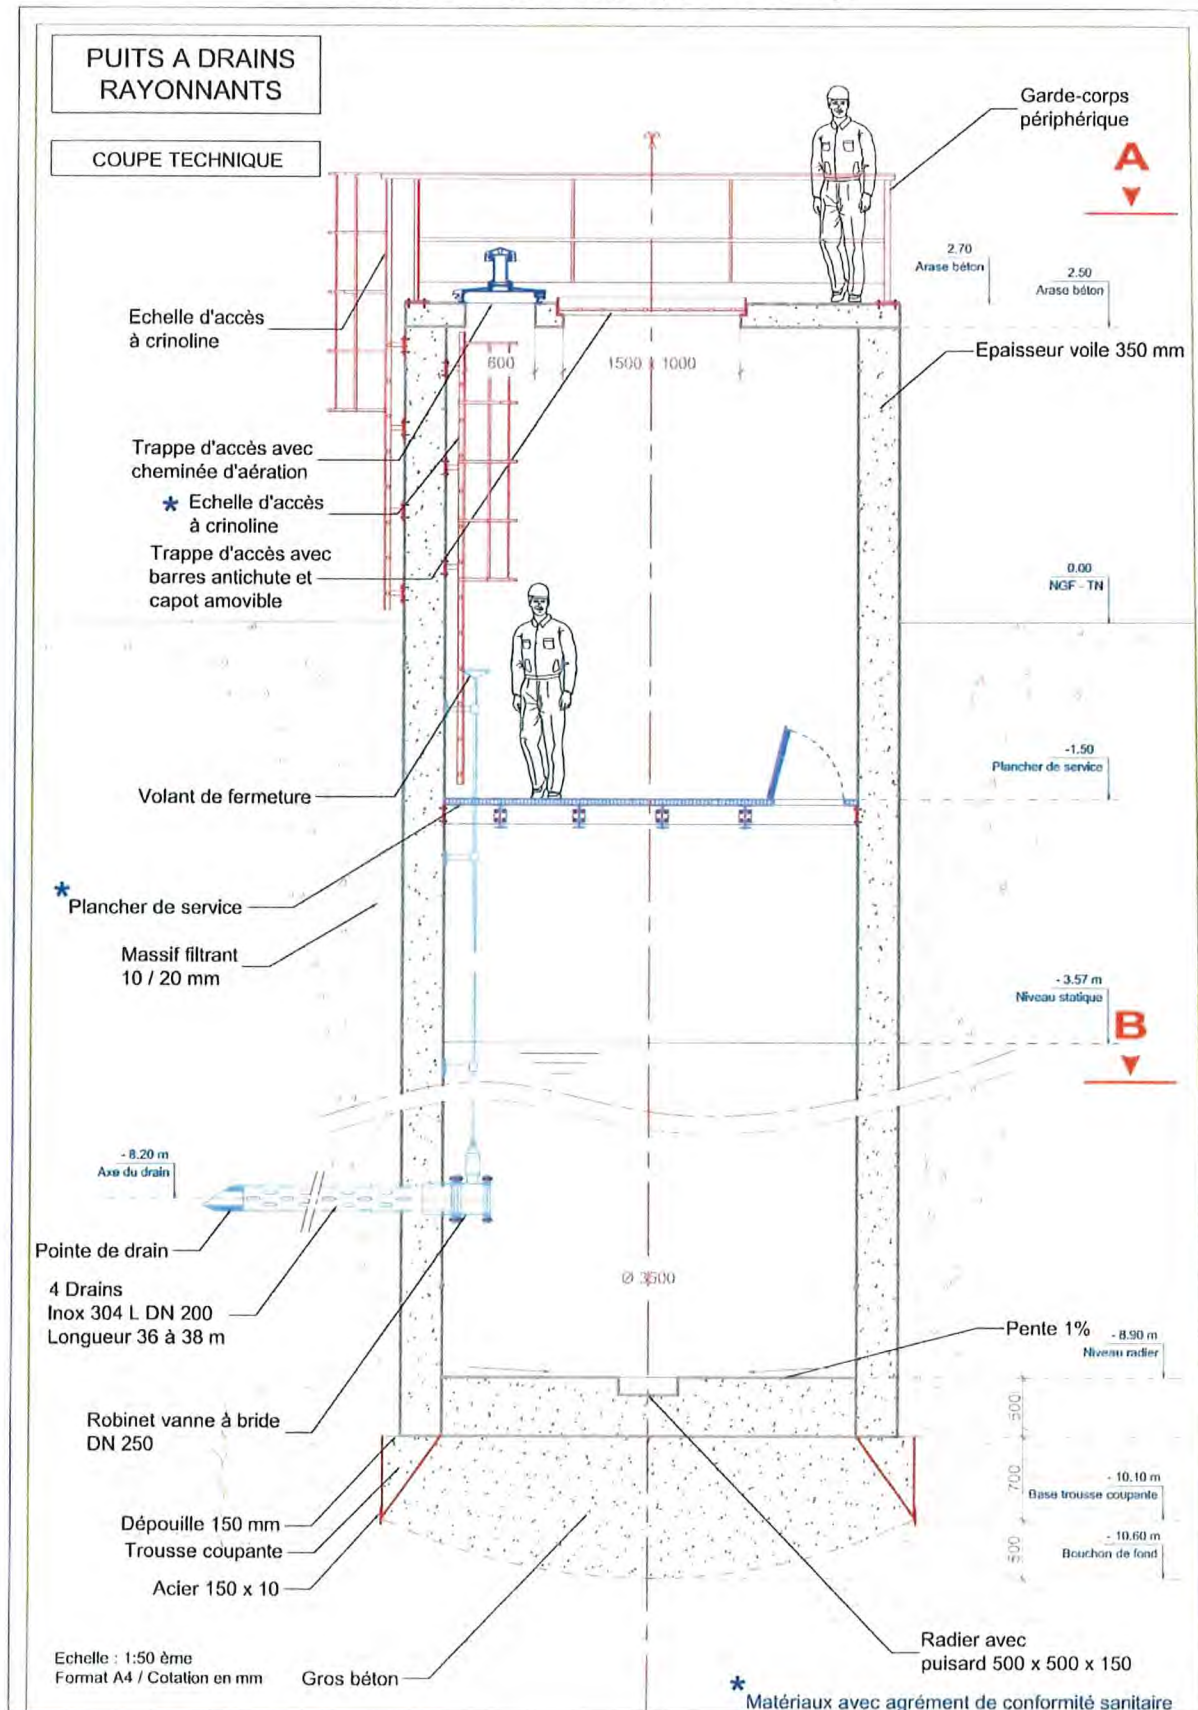 PUITS A DRAINS
RAYONNANTS
COUPE TECHNIQUE
Garde-corps
périphérique
A
2.70
Arase béton
2.50
Arase béton
Echelle d'accès
à crinoline
Epaisseur voile 350 mm
600
1500 x 1000
Trappe d'accès avec
cheminée d'aération
* Echelle d'accès
à crinoline
Trappe d'accès avec
barres antichute et
capot amovible
0.00
NGF - TN
-1.50
Plancher de service
Volant de fermeture
* Plancher de service
Massif filtrant
10 / 20 mm
- 3.57 m
Niveau statique
B
- 8.20 m
Axe du drain
Pointe de drain
4 Drains
Inox 304 L DN 200
Longueur 36 à 38 m
Ø 3500
Pente 1%
- 8.90 m
Niveau radier
500
Robinet vanne à bride
DN 250
700
- 10.10 m
Base trousse coupante
Dépouille 150 mm
Trousse coupante
500
- 10.60 m
Bouchon de fond
Acier 150 x 10
Radier avec
puisard 500 x 500 x 150
Echelle : 1:50 ème
Format A4 / Cotation en mm
Gros béton
* Matériaux avec agrément de conformité sanitaire